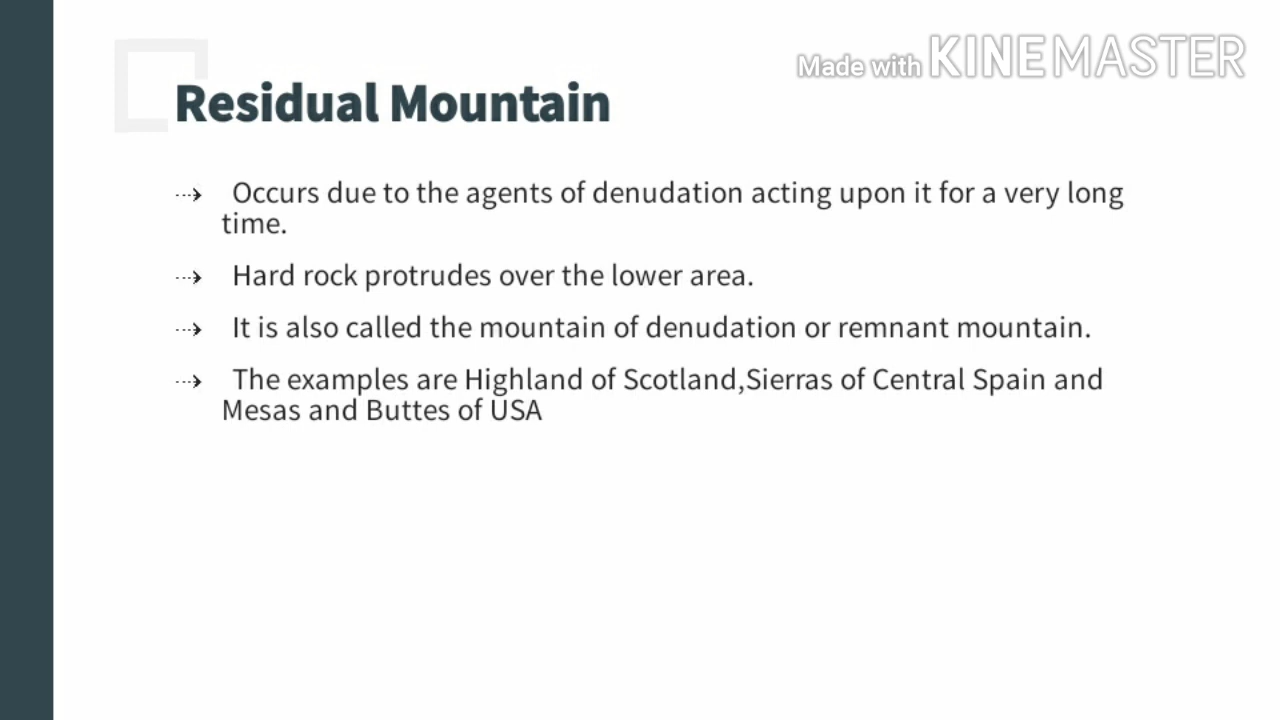 Made with KINEMASTER
Residual Mountain
Occurs due to the agents of denudation acting upon it for a very long
time.
Hard rock protrudes over the lower area.
It is also called the mountain of denudation or remnant mountain.
The examples are Highland of Scotland,Sierras of Central Spain and
Mesas and Buttes of USA